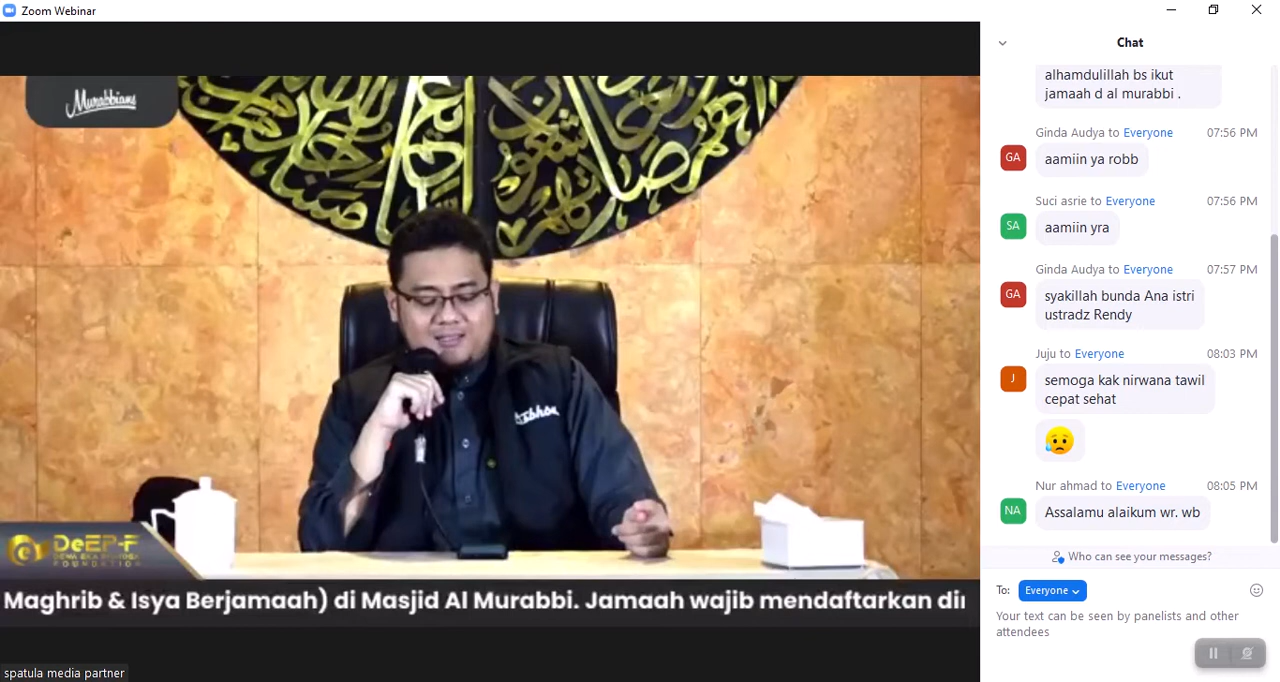 Zoom Webinar
Murabbians
DeEP-F
FOUNDATION
Maghrib & Isya Berjamaah) di Masjid Al Murabbi. Jamaah wajib mendaftarkan
spatula media partner
Chat
alhamdulillah bs ikut
jamaah d al murabbi .
Ginda Audya to Everyone 07:56 PM
GA
aamiin ya robb
Suci asrie to Everyone 07:56 PM
SA
aamiin yra
Ginda Audya to Everyone 07:57 PM
GA
syakillah bunda Ana istri
ustradz Rendy
Juju to Everyone 08:03 PM
J
semoga kak nirwana tawil
cepat sehat
Nur ahmad to Everyone 08:05 PM
NA
Assalamu alaikum wr. wb
Who can see your messages?
To: Everyone
Your text can be seen by panelists and other
attendees